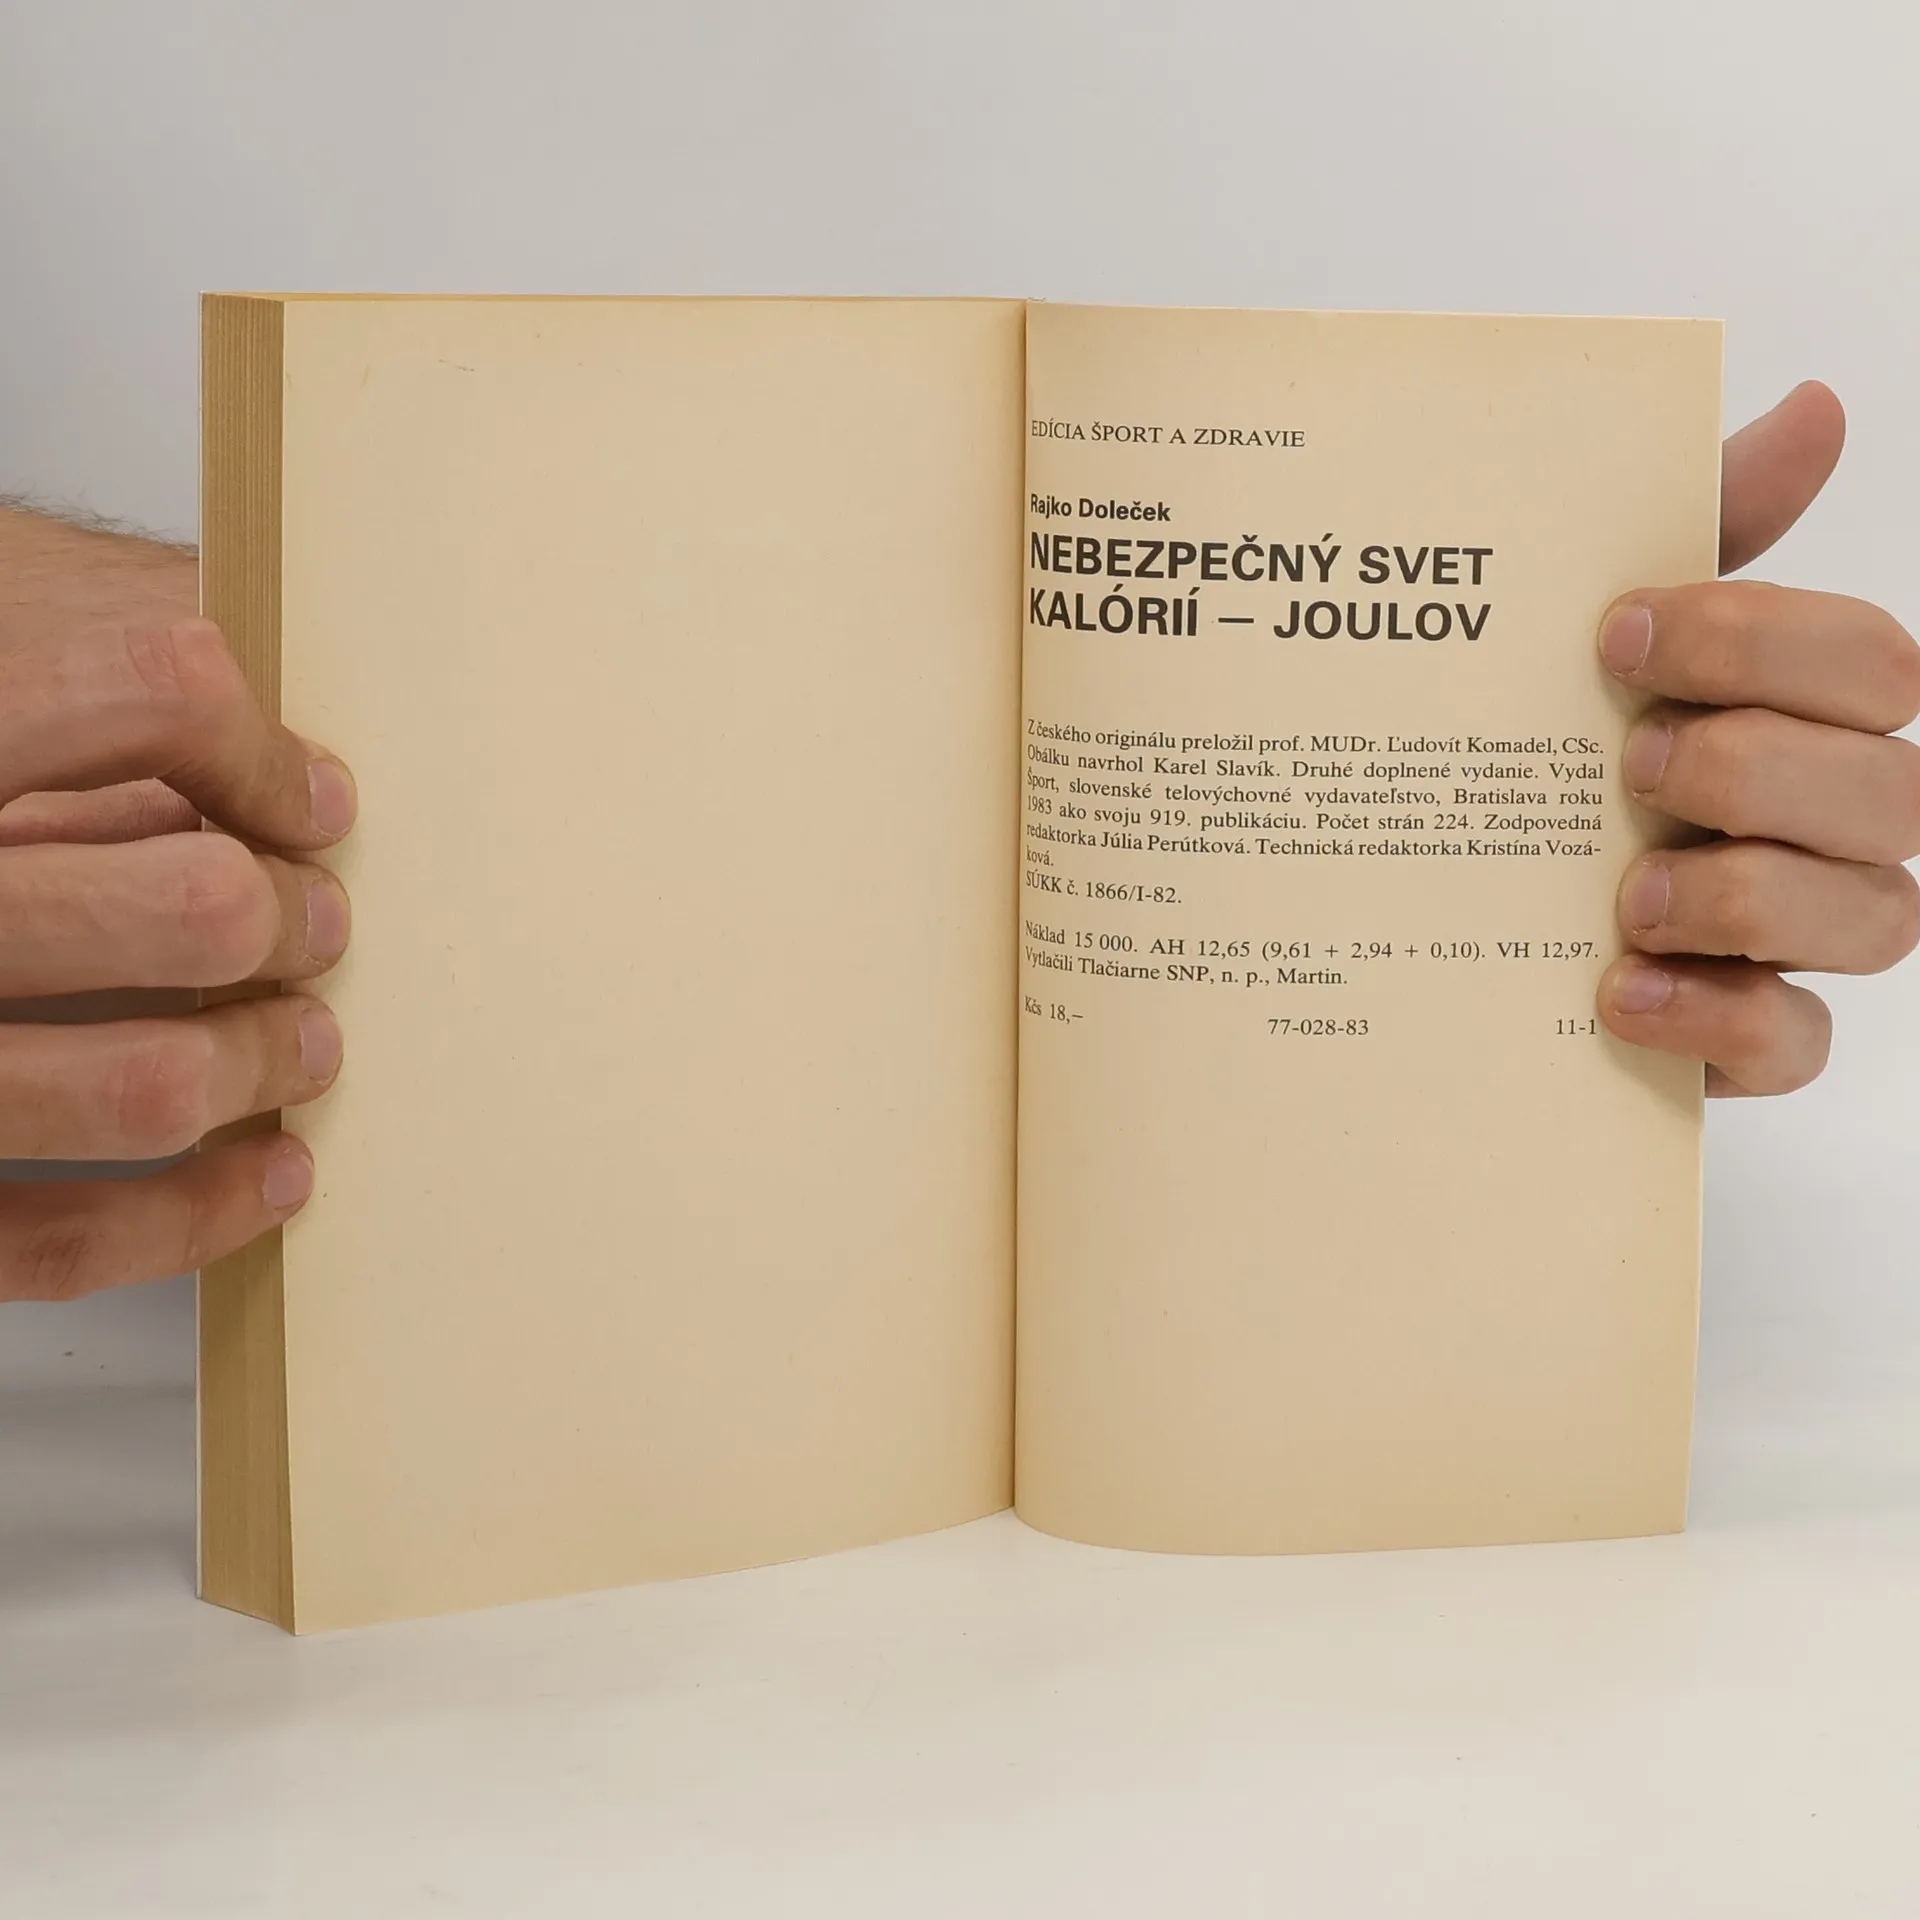 EDÍCIA ŠPORT A ZDRAVIE
Rajko Doleček
NEBEZPEČNÝ SVET
KALÓRIÍ — JOULOV
Z českého originálu preložil prof. MUDr. Ľudovít Komadel, CSc.
Obálku navrhol Karel Slavík. Druhé doplnené vydanie. Vydal
Šport, slovenské telovýchovné vydavateľstvo, Bratislava roku
1983 ako svoju 919. publikáciu. Počet strán 224. Zodpovedná
redaktorka Júlia Perútková. Technická redaktorka Kristína Vozá-
ková.
SÚKK č. 1866/I-82.
Náklad 15 000. AH 12,65 (9,61 + 2,94 + 0,10). VH 12,97.
Vytlačili Tlačiarne SNP, n. p., Martin.
Kčs 18,— 77-028-83 11-1